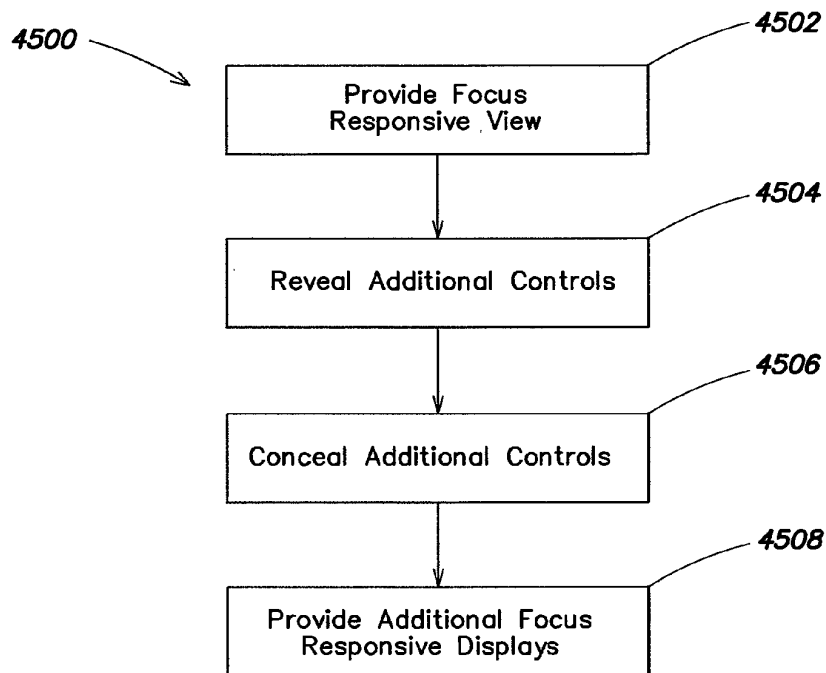 4500
4502
Provide Focus
Responsive View
4504
Reveal Additional Controls
4506
Conceal Additional Controls
4508
Provide Additional Focus
Responsive Displays